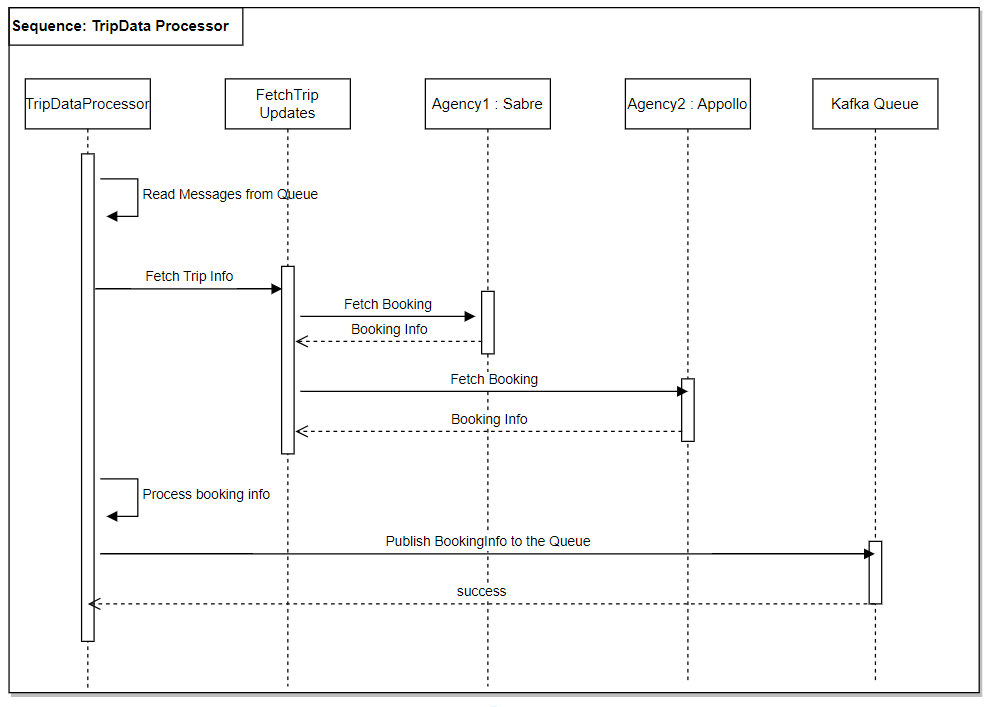 Sequence: TripData Processor
TripDataProcessor
FetchTrip
Updates
Agency1 : Sabre
Agency2 : Appollo
Kafka Queue
Read Messages from Queue
Fetch Trip Info
Fetch Booking
Booking Info
Fetch Booking
Booking Info
Process booking info
Publish BookingInfo to the Queue
success